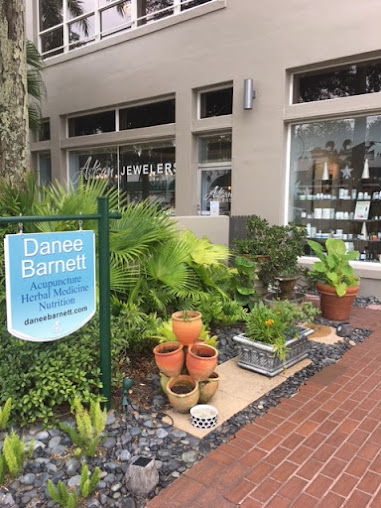 JEWELERS
Danee
Barnett
Acupuncture
Herbal Medicine
Nutrition
daneebarnett.com